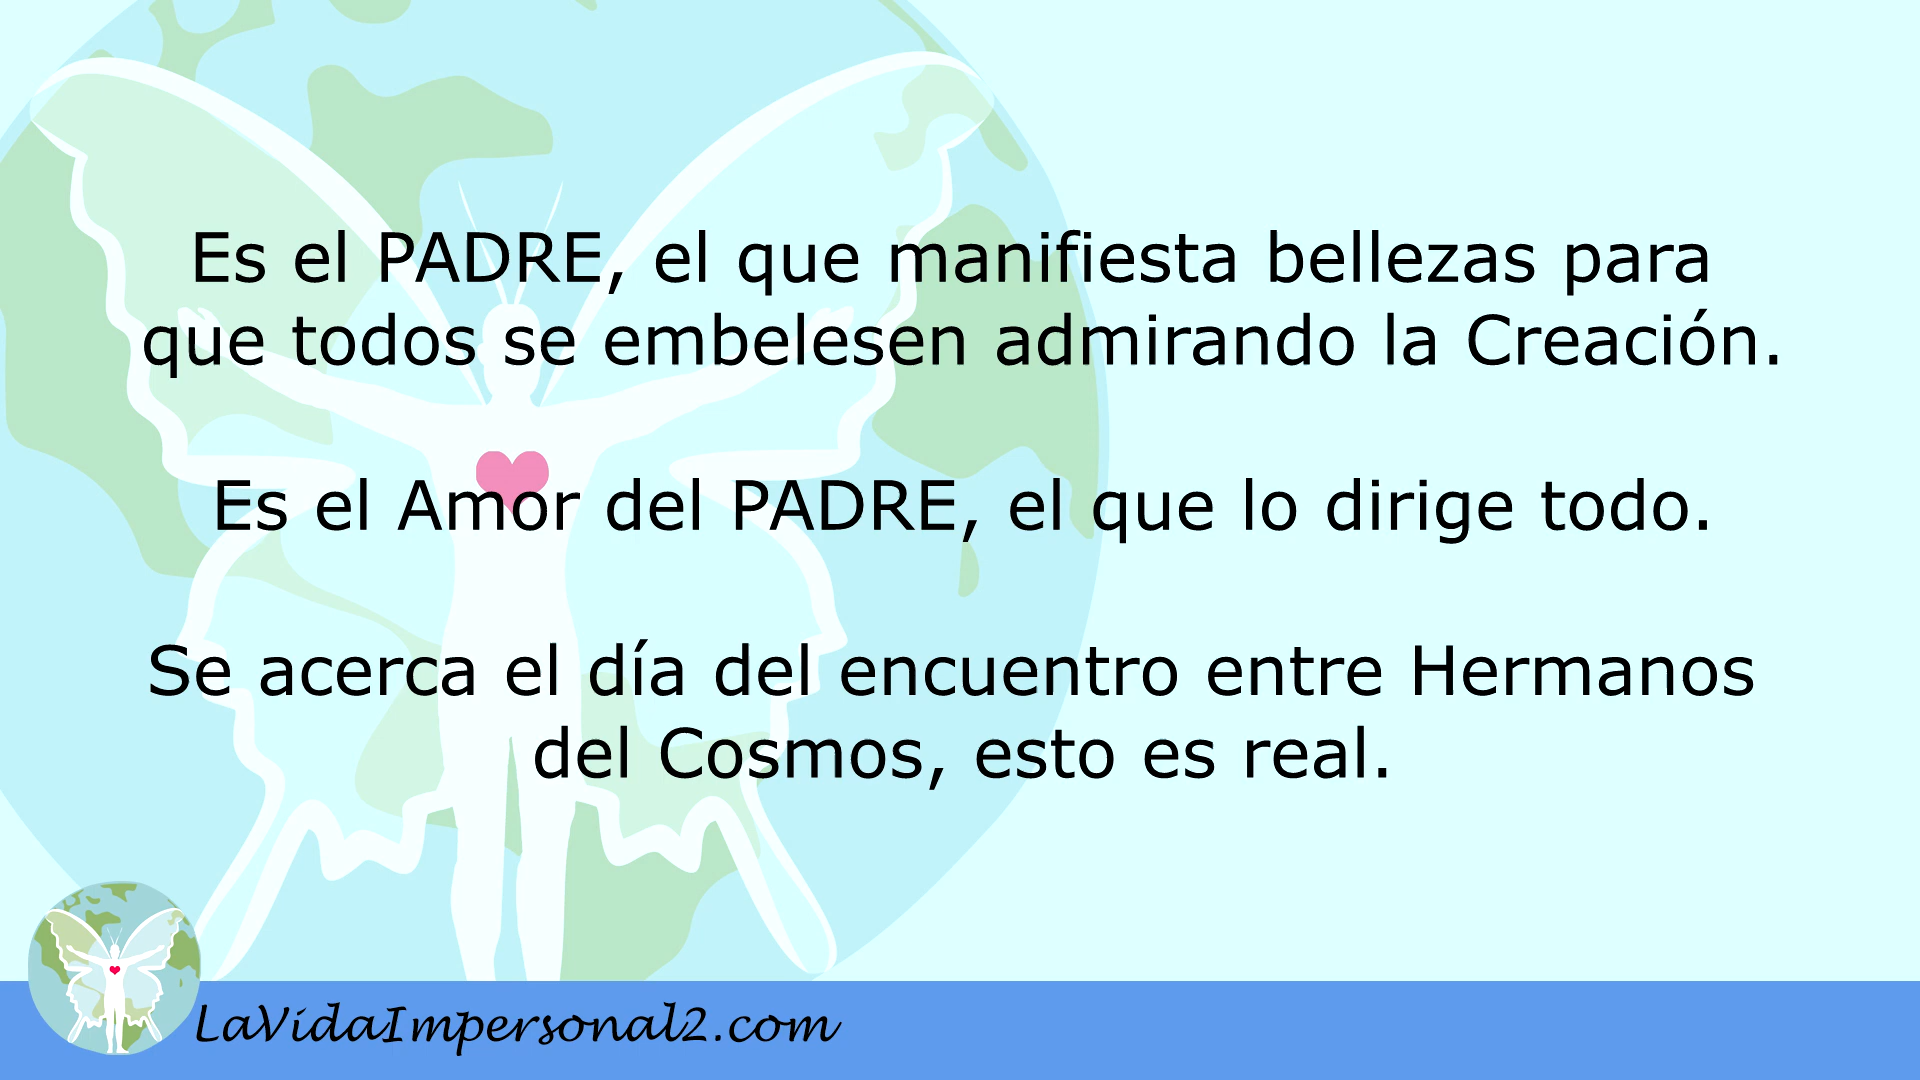 Es el PADRE, el que manifiesta bellezas para
que todos se embelesen admirando la Creación.
Es el Amor del PADRE, el que lo dirige todo.
Se acerca el día del encuentro entre Hermanos
del Cosmos, esto es real.
LaVidaImpersonal2.com